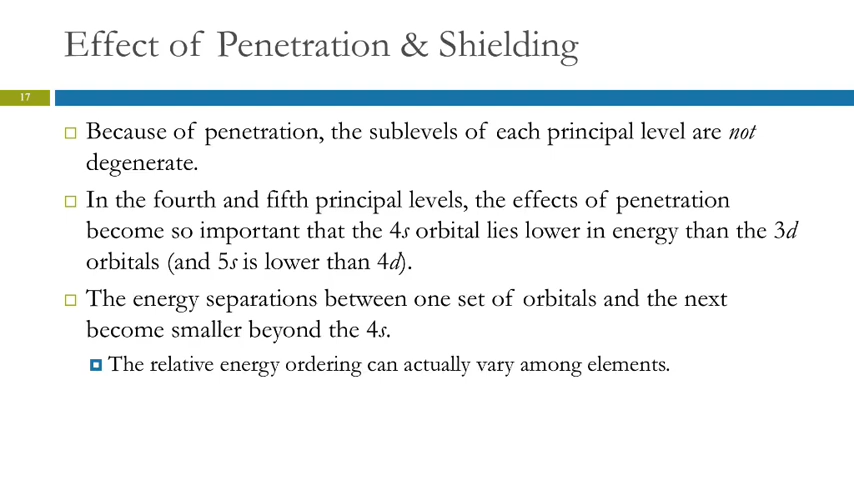 Effect of Penetration & Shielding
17
Because of penetration, the sublevels of each principal level are not
degenerate.
In the fourth and fifth principal levels, the effects of penetration
become so important that the 4s orbital lies lower in energy than the 3d
orbitals (and 5s is lower than 4d).
The energy separations between one set of orbitals and the next
become smaller beyond the 4s.
The relative energy ordering can actually vary among elements.